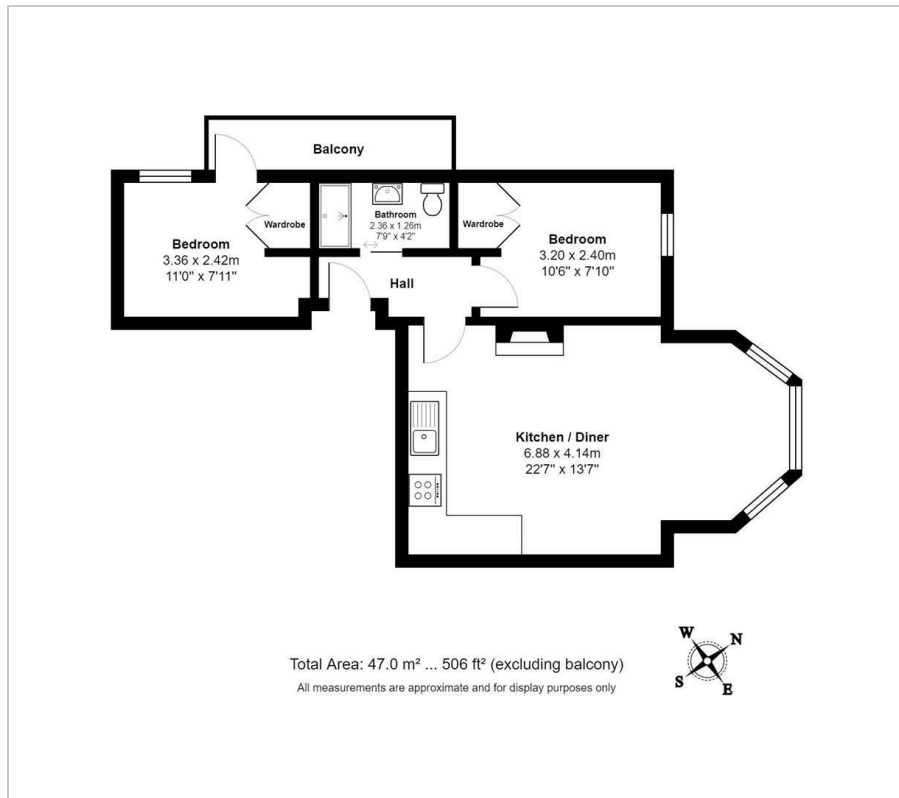 Balcony
Wardrobe
Bathroom
2.36 x 1.26m
7'9" x 4'2"
Wardrobe
Bedroom
3.36 x 2.42m
11'0" x 7'11"
Bedroom
3.20 x 2.40m
10'6" x 7'10"
Hall
Kitchen / Diner
6.88 x 4.14m
22'7" x 13'7"
W
N
S
E
Total Area: 47.0 m² ... 506 ft² (excluding balcony)
All measurements are approximate and for display purposes only